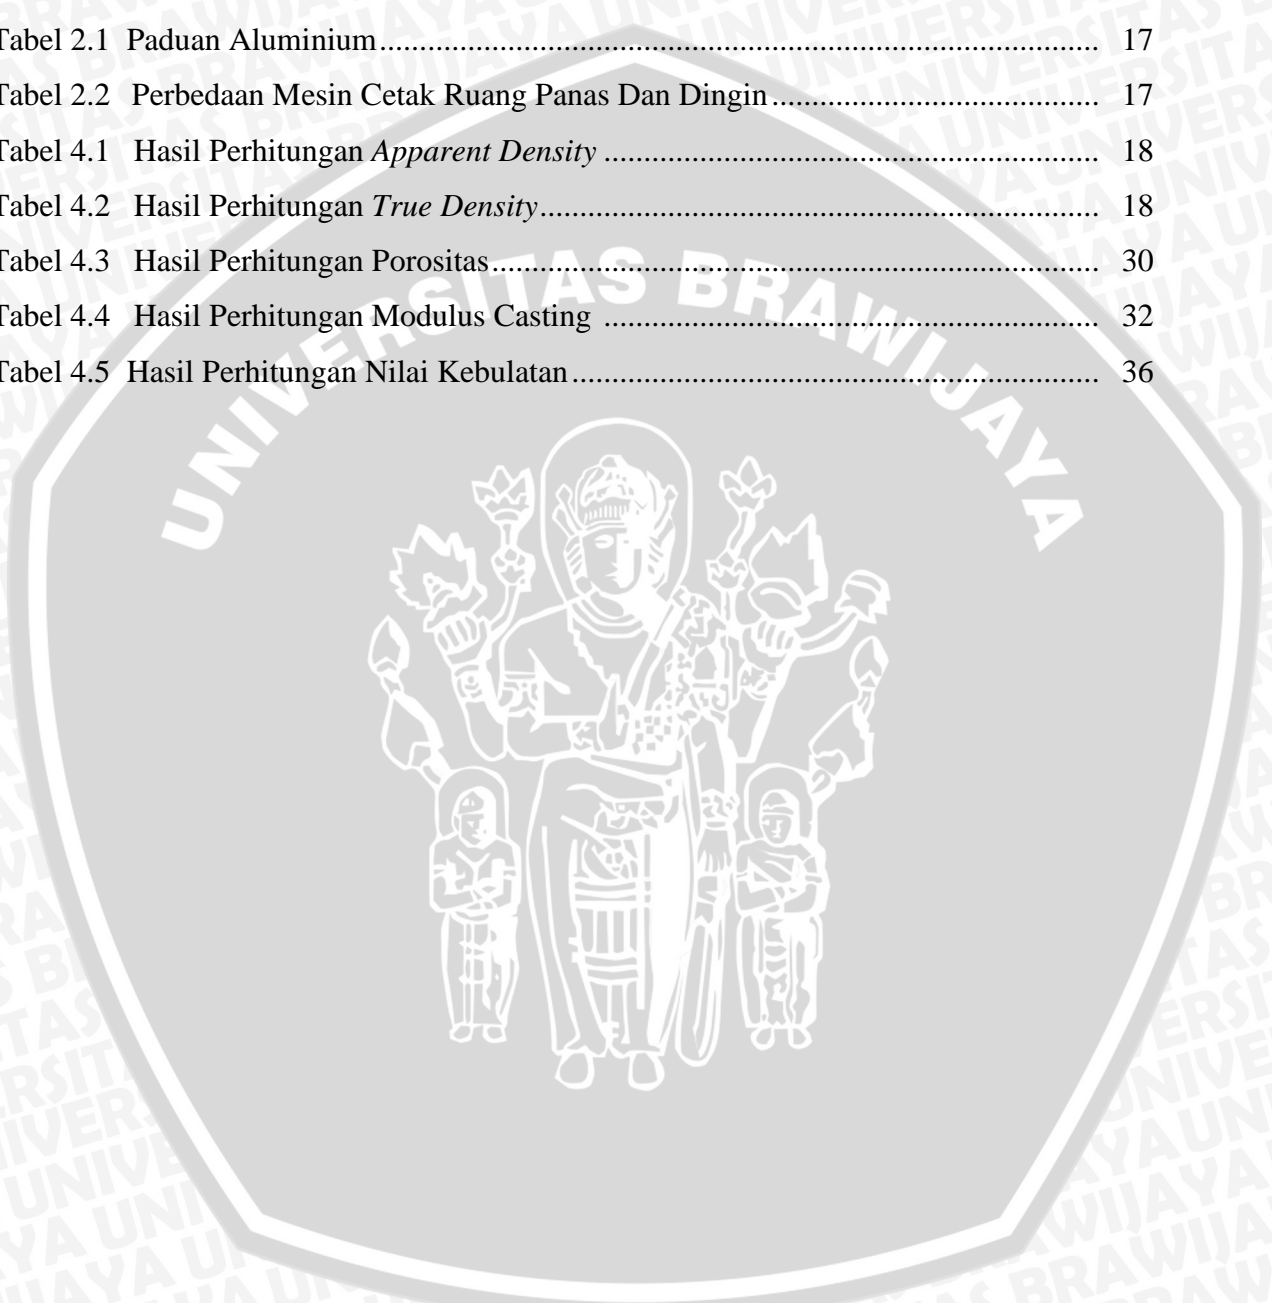 Tabel 2.1 Paduan Aluminium........................................................................................ 17
Tabel 2.2 Perbedaan Mesin Cetak Ruang Panas Dan Dingin........................................ 17
Tabel 4.1 Hasil Perhitungan Apparent Density ............................................................. 18
Tabel 4.2 Hasil Perhitungan True Density..................................................................... 18
Tabel 4.3 Hasil Perhitungan Porositas........................................................................... 30
Tabel 4.4 Hasil Perhitungan Modulus Casting ............................................................. 32
Tabel 4.5 Hasil Perhitungan Nilai Kebulatan................................................................. 36
UNIVERSITAS BRAWIJAYA